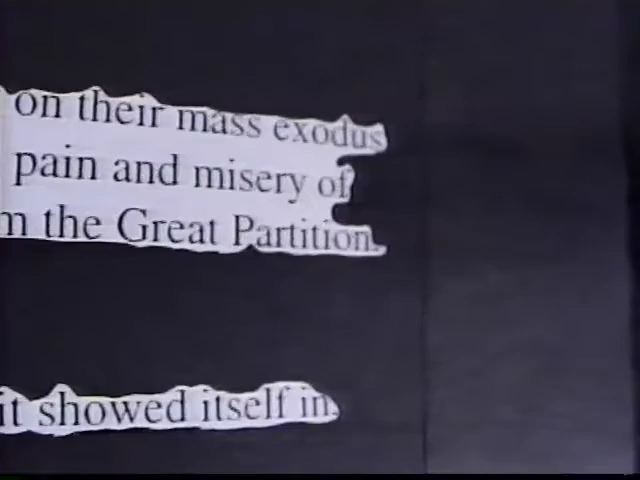 on their mass exodus
pain and misery of
the Great Partition.
it showed itself in.